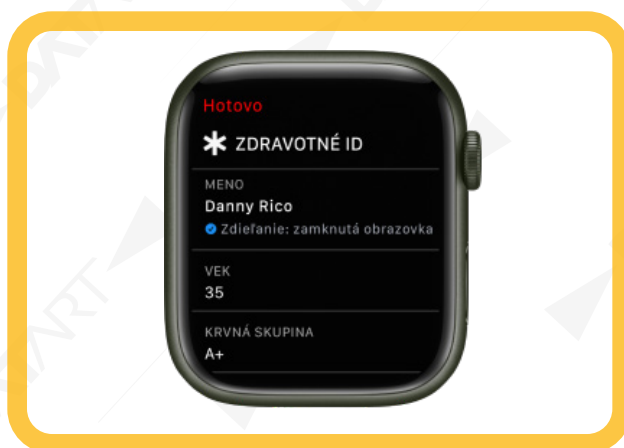 Hotovo
ZDRAVOTNÉ ID
MENO
Danny Rico
Zdieľanie: zamknutá obrazovka
VEK
35
KRVNÁ SKUPINA
A+